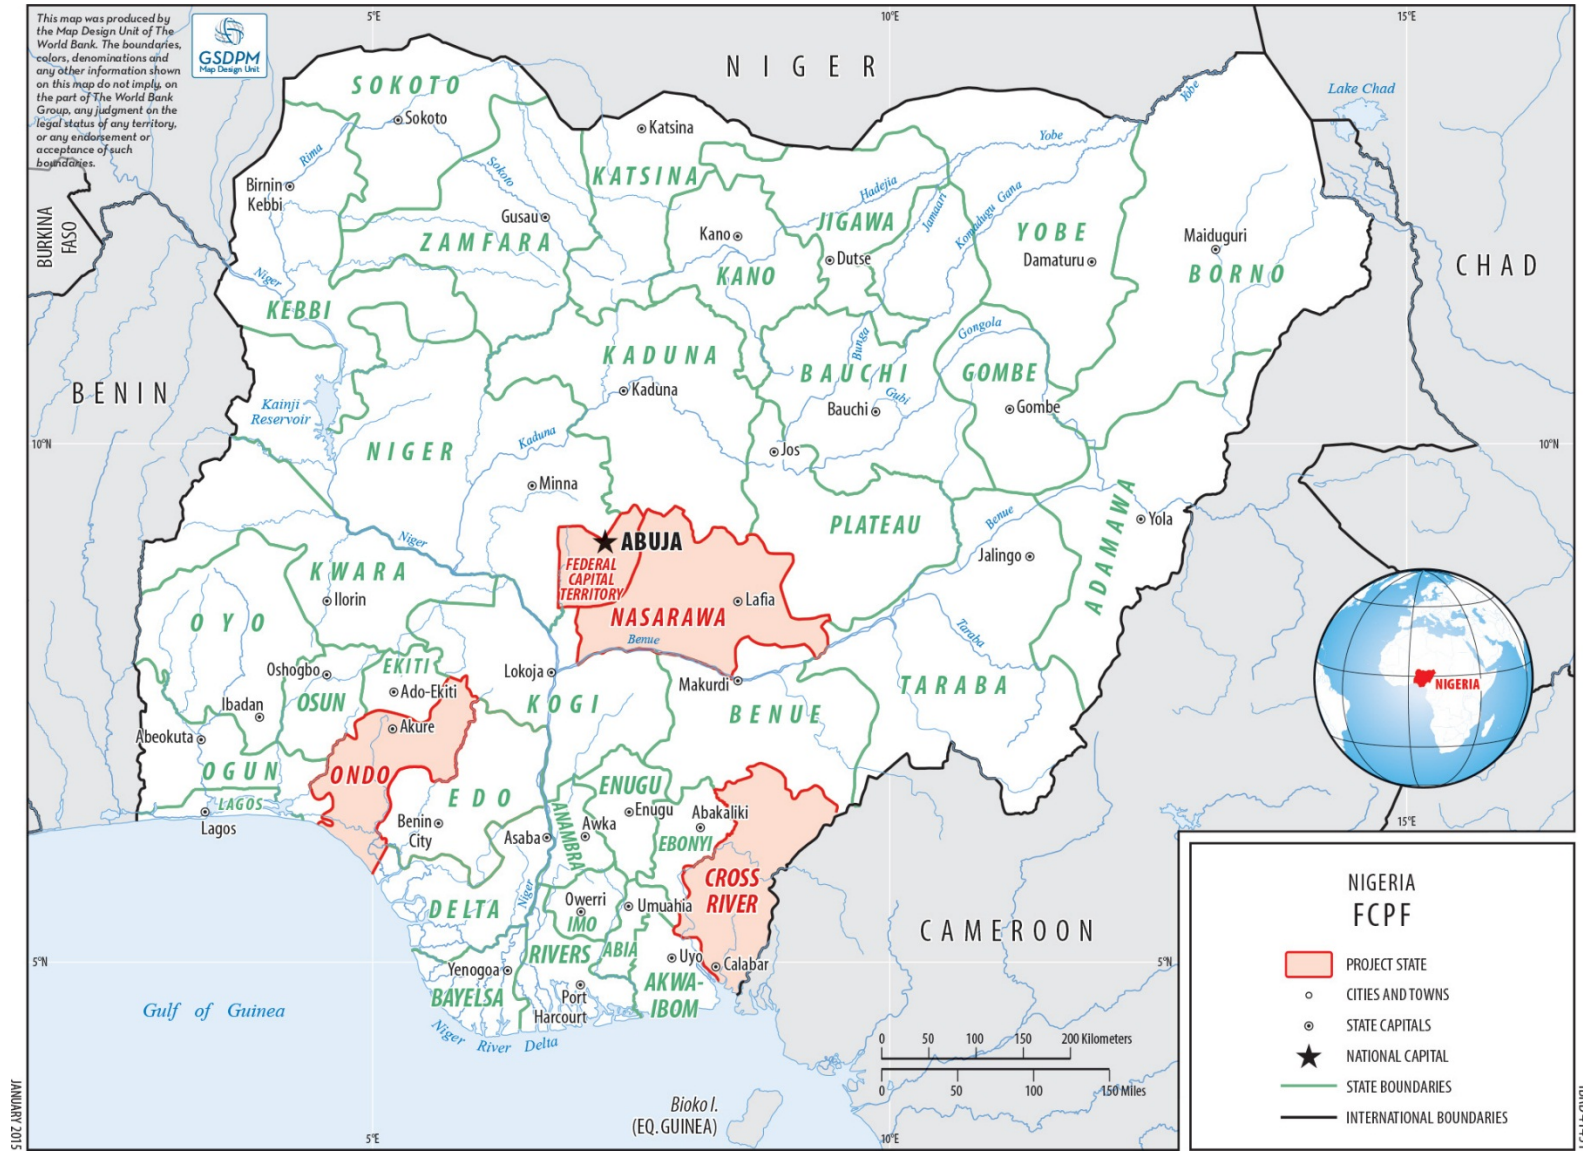 This map was produced by
the Map Design Unit of The
World Bank. The boundaries,
colors, denominations and
any other information shown
on this map do not imply, on
the part of The World Bank
Group, any judgment on the
legal status of any territory,
or any endorsement or
acceptance of such
boundaries.
GSDPM
Map Design Unit
5°E
10°E
15°E
NIGER
Lake Chad
SOKOTO
Sokoto
Katsina
Yobe
Yobe
Rima
Sokoto
KATSINA
Birnin
Kebbi
Hadejia
Jamaari
Komadugu Gana
BURKINA
FASO
Gusau
ZAMFARA
Kano
JIGAWA
YOBE
Maiduguri
Dutse
Damaturu
BORNO
CHAD
Niger
KEBBI
KANO
Bunga
Gongola
KADUNA
BAUCHI
GOMBE
BENIN
Kainji
Reservoir
Kaduna
Gubi
Bauchi
Gombe
10°N
10°N
NIGER
Kaduna
Jos
Minna
PLATEAU
Benue
Yola
ADAMAWA
Niger
ABUJA
FEDERAL
CAPITAL
TERRITORY
Jalingo
KWARA
Ilorin
NASARAWA
Lafia
OYO
Benue
Taraba
Oshogbo
EKITI
Lokoja
Makurdi
TARABA
Ado-Ekiti
OSUN
KOGI
BENUE
NIGERIA
Ibadan
Akure
Abeokuta
OGUN
ONDO
LAGOS
Lagos
EDO
ENUGU
Enugu
Abakaliki
ANAMBRA
Awka
Benin
City
Asaba
EBONYI
15°E
CROSS
RIVER
Niger
DELTA
Owerri
IMO
Umuahia
CAMEROON
RIVERS
ABIA
Uyo
Calabar
5°N
5°N
Yenogoa
BAYELSA
Port
Harcourt
AKWA-
IBOM
Gulf of Guinea
Niger River Delta
0 50 100 150 200 Kilometers
0 50 100 150 Miles
Bioko I.
(EQ. GUINEA)
5°E
10°E
NIGERIA
FCPF
PROJECT STATE
CITIES AND TOWNS
STATE CAPITALS
NATIONAL CAPITAL
STATE BOUNDARIES
INTERNATIONAL BOUNDARIES
JANUARY 2015